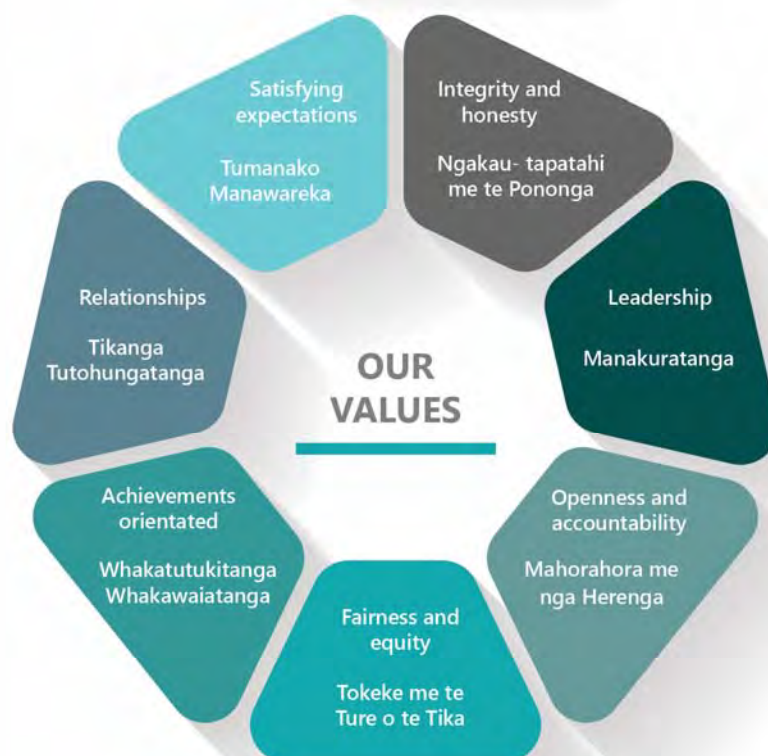 Satisfying
expectations
Tumanako
Manawareka
Integrity and
honesty
Ngakau- tapatahi
me te Pononga
Relationships
Tikanga
Tutohungatanga
OUR
VALUES
Leadership
Manakuratanga
Achievements
orientated
Whakatutukitanga
Whakawaiatanga
Fairness and
equity
Tokeke me te
Ture o te Tika
Openness and
accountability
Mahorahora me
nga Herenga